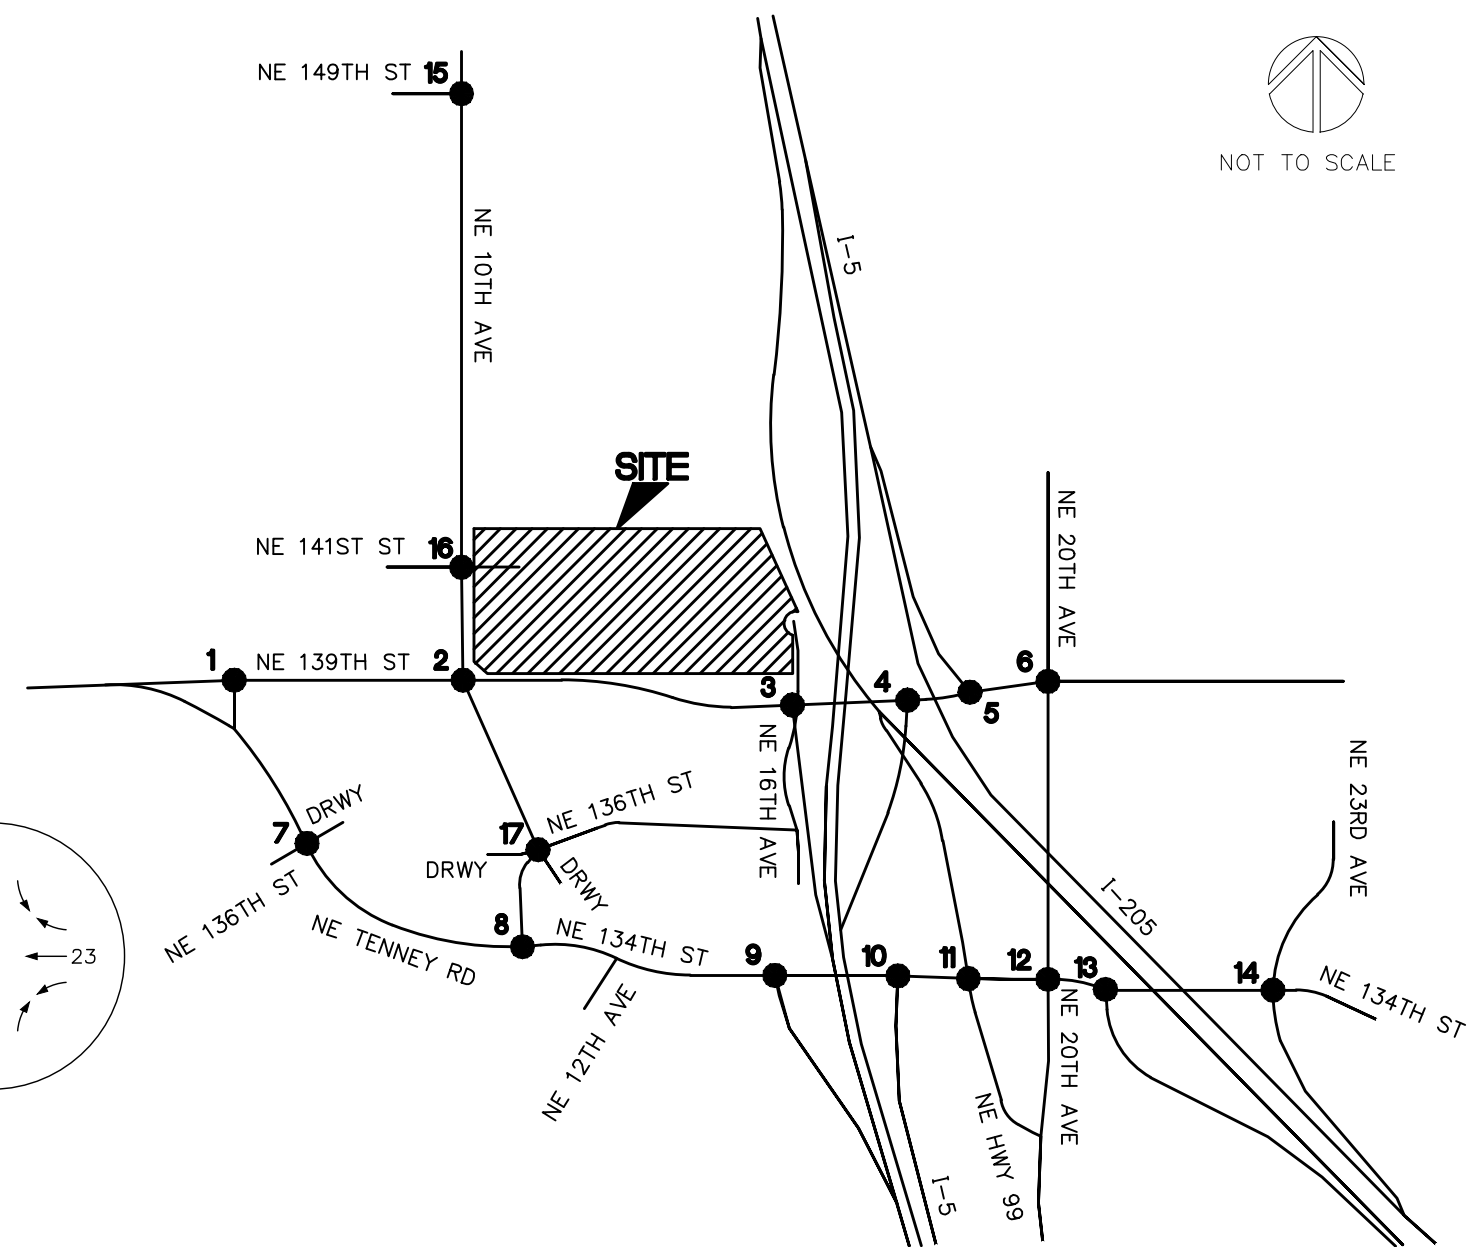 NE 149TH ST
15
NOT TO SCALE
NE 10TH AVE
I-5
SITE
NE 141ST ST
16
NE 20TH AVE
1
NE 139TH ST
2
3
4
5
6
NE 16TH AVE
NE 23RD AVE
7
DRWY
17
NE 136TH ST
DRWY
DRWY
NE 136TH ST
I-205
NE TENNEY RD
8
NE 134TH ST
23
9
10
11
12
13
14
NE 134TH ST
NE 12TH AVE
NE 20TH AVE
NE HWY 99
I-5